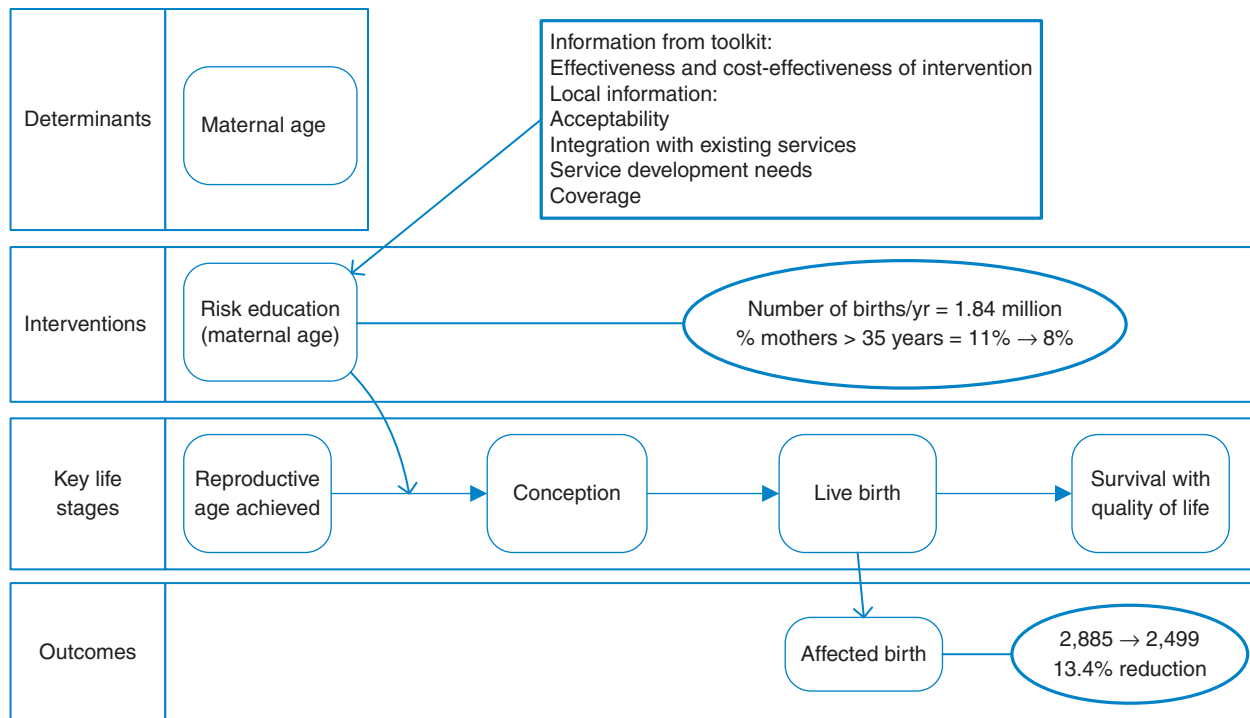 Determinants
Maternal age
Information from toolkit:
Effectiveness and cost-effectiveness of intervention
Local information:
Acceptability
Integration with existing services
Service development needs
Coverage
Interventions
Risk education
(maternal age)
Number of births/yr = 1.84 million
% mothers > 35 years = 11% → 8%
Key life
stages
Reproductive
age achieved
Conception
Live birth
Survival with
quality of life
Outcomes
Affected birth
2,885 → 2,499
13.4% reduction